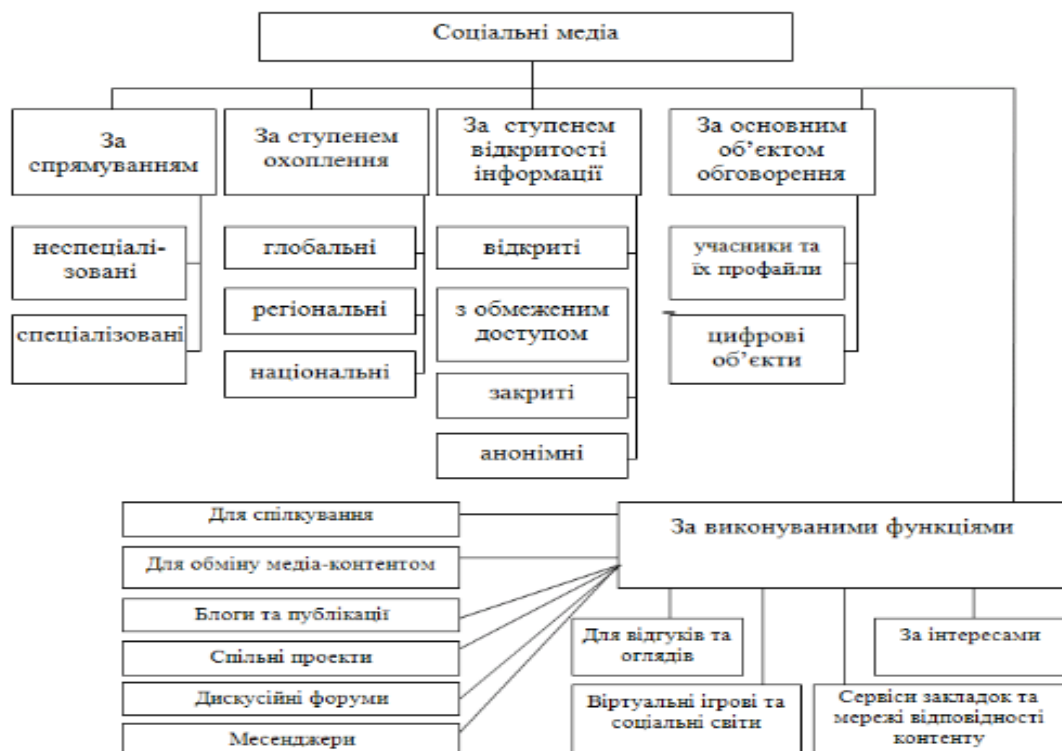 Соціальні медіа
За
спрямуванням
неспеціалі-
зовані
спеціалізовані
За ступенем
охоплення
глобальні
регіональні
національні
За ступенем
відкритості
інформації
відкриті
з обмеженим
доступом
закриті
анонімні
За основним
об’єктом
обговорення
учасники та
їх профайли
цифрові
об’єкти
За виконуваними функціями
Для спілкування
Для обміну медіа-контентом
Блоги та публікації
Спільні проекти
Дискусійні форуми
Месенджери
Для відгуків та
оглядів
Віртуальні ігрові та
соціальні світи
Сервіси закладок та
мережі відповідності
контенту
За інтересами